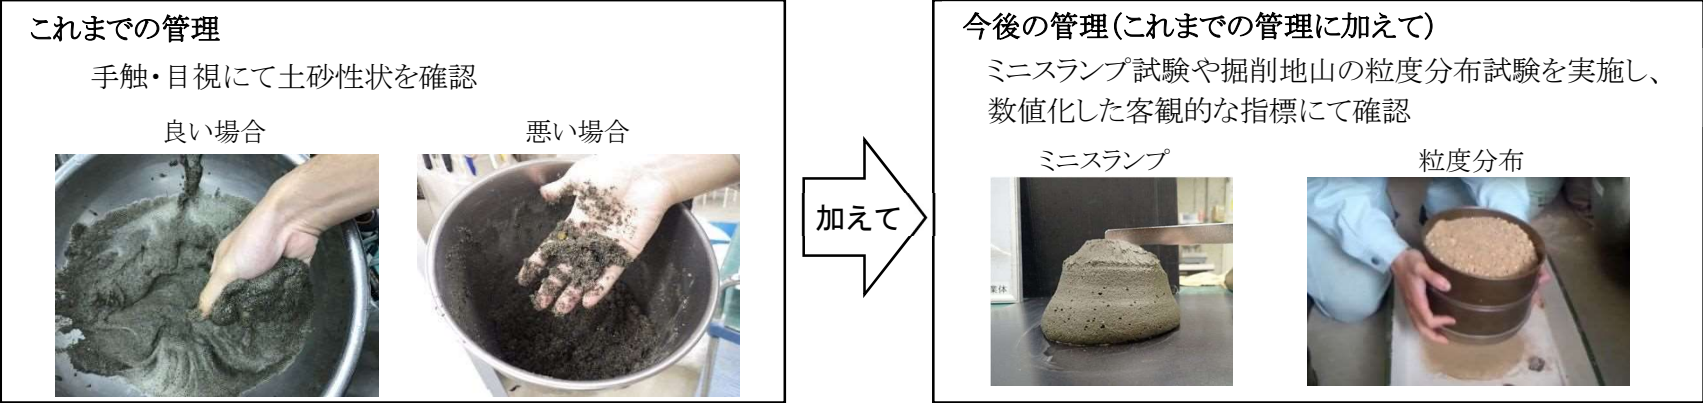 これまでの管理
手触・目視にて土砂性状を確認
良い場合
悪い場合
加えて
今後の管理(これまでの管理に加えて)
ミニスランプ試験や掘削地山の粒度分布試験を実施し、
数値化した客観的な指標にて確認
ミニスランプ
粒度分布
業体